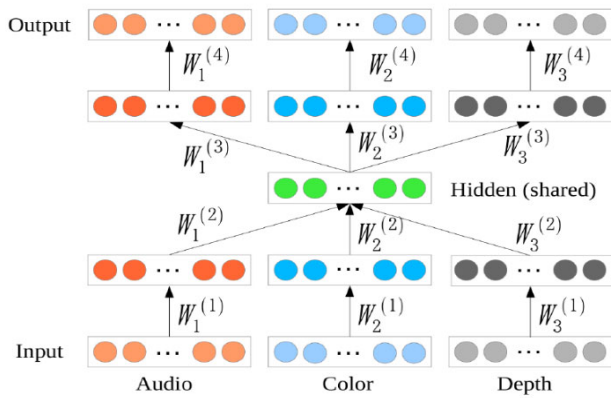 Output
W₁⁽⁴⁾ W₂⁽⁴⁾ W₃⁽⁴⁾
W₁⁽³⁾ W₂⁽³⁾ W₃⁽³⁾
Hidden (shared)
W₁⁽²⁾ W₂⁽²⁾ W₃⁽²⁾
W₁⁽¹⁾ W₂⁽¹⁾ W₃⁽¹⁾
Input
Audio Color Depth